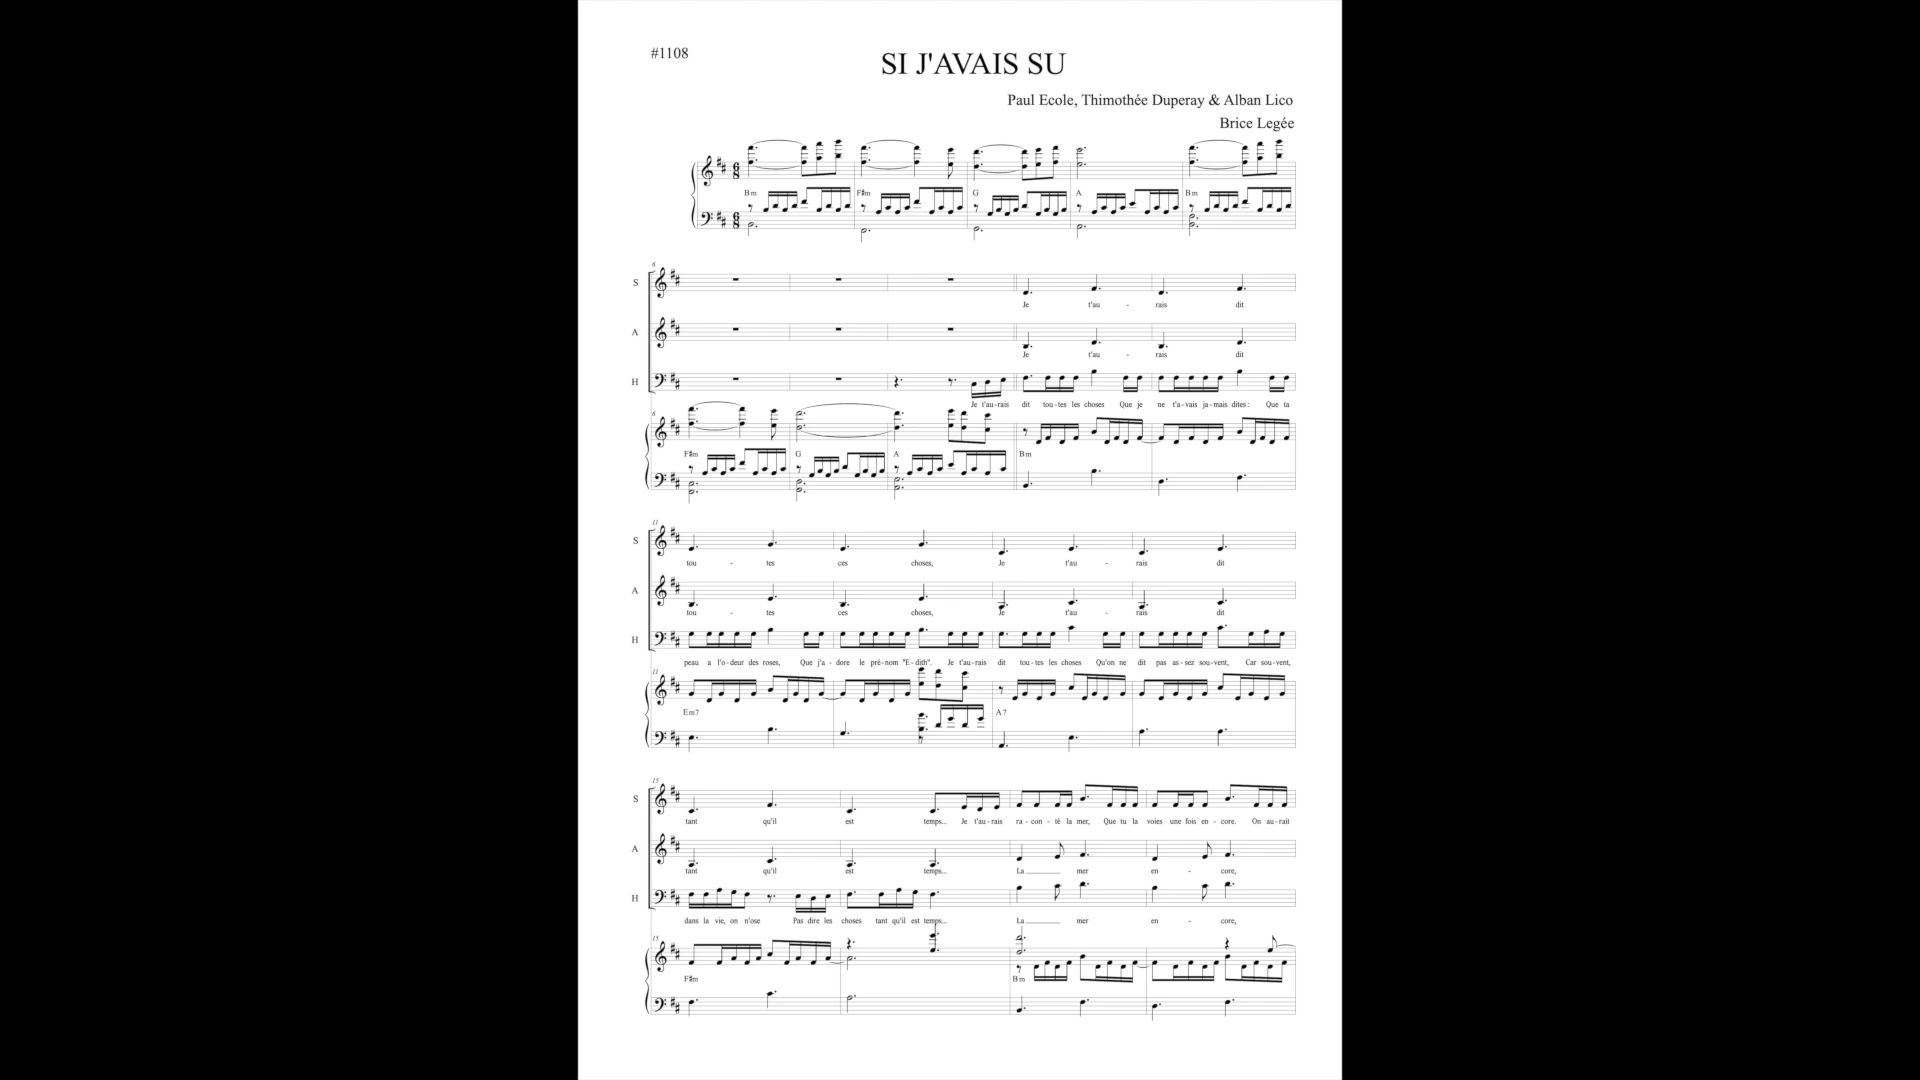 #1108
SI J'AVAIS SU
Paul Ecole, Thimothée Duperay & Alban Lico
Brice Legée
Bm F#m G A Bm
6
S
Je t'au - rais dit
A
Je t'au - rais dit
H
Je t'au-rais dit tou-tes les choses Que je ne t'a-vais ja-mais dites: Que ta
6
F#m G A Bm
11
S
tou - tes ces choses, Je t'au - rais dit
A
tou - tes ces choses, Je t'au - rais dit
H
peau a l'o-deur des roses, Que j'a-dore le pré-nom "E-dith". Je t'au-rais dit tou-tes les choses Qu'on ne dit pas as-sez sou-vent, Car sou-vent,
11
Em7 A7
15
S
tant qu'il est temps... Je t'au-rais ra-con-té la mer, Que tu la voies une fois en-core. On au-rait
A
tant qu'il est temps... La mer en - core,
H
dans la vie, on n'ose Pas dire les choses tant qu'il est temps... La mer en - core,
15
F#m Bm